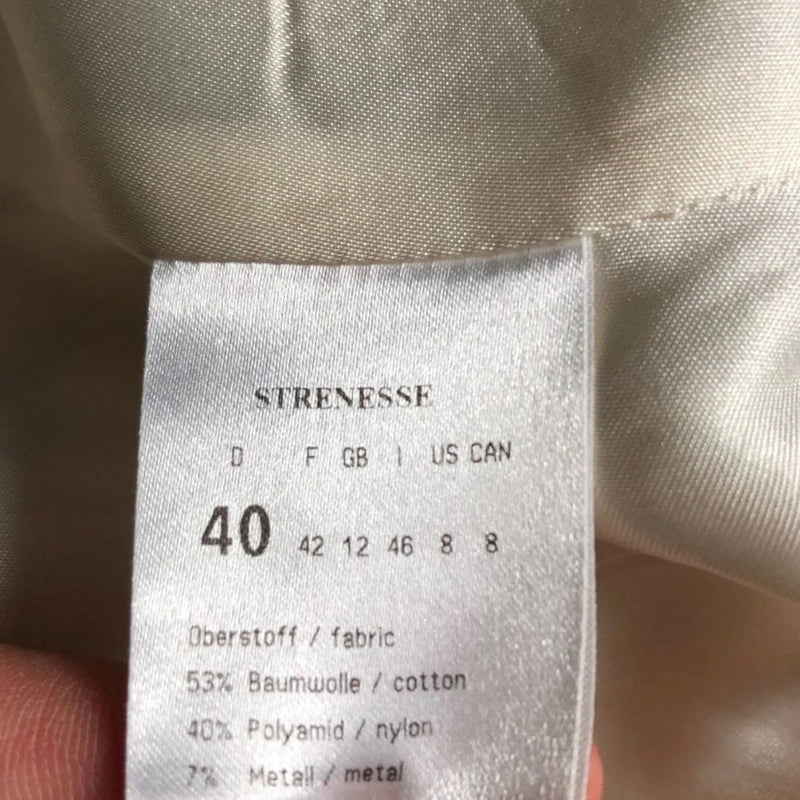 STRENESSE
D F GB I US CAN
40 42 12 46 8 8
Oberstoff / fabric
53% Baumwolle / cotton
40% Polyamid / nylon
7% Metall / metal